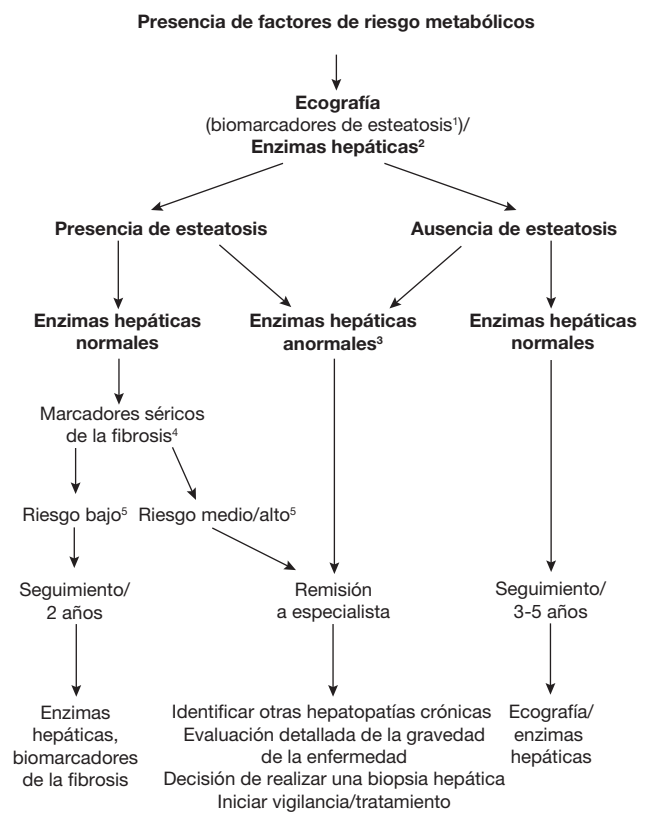 Presencia de factores de riesgo metabólicos
Ecografía
(biomarcadores de esteatosis¹)/
Enzimas hepáticas²
Presencia de esteatosis
Ausencia de esteatosis
Enzimas hepáticas
normales
Enzimas hepáticas
anormales³
Enzimas hepáticas
normales
Marcadores séricos
de la fibrosis⁴
Riesgo bajo⁵
Riesgo medio/alto⁵
Seguimiento/
2 años
Remisión
a especialista
Seguimiento/
3-5 años
Enzimas
hepáticas,
biomarcadores
de la fibrosis
Identificar otras hepatopatías crónicas
Evaluación detallada de la gravedad
de la enfermedad
Decisión de realizar una biopsia hepática
Iniciar vigilancia/tratamiento
Ecografía/
enzimas
hepáticas